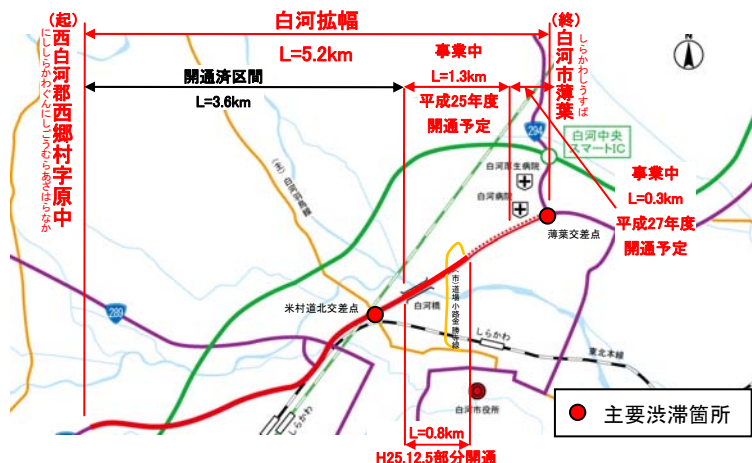 白河拡幅
L=5.2km
(起)西白河郡西郷村字原中
にししらかわぐんにしごうむらあざはらなか
(終)白河市薄葉
しらかわしうすば
開通済区間
L=3.6km
事業中
L=1.3km
平成25年度
開通予定
N
294
白河中央
スマートIC
白河厚生病院
白河病院
事業中
L=0.3km
平成27年度
開通予定
薄葉交差点
289
米村道北交差点
白河橋
(市)道場小路金勝寺線
しらかわ
東北本線
白河市役所
しらかわ
L=0.8km
H25.12.5部分開通
主要渋滞箇所